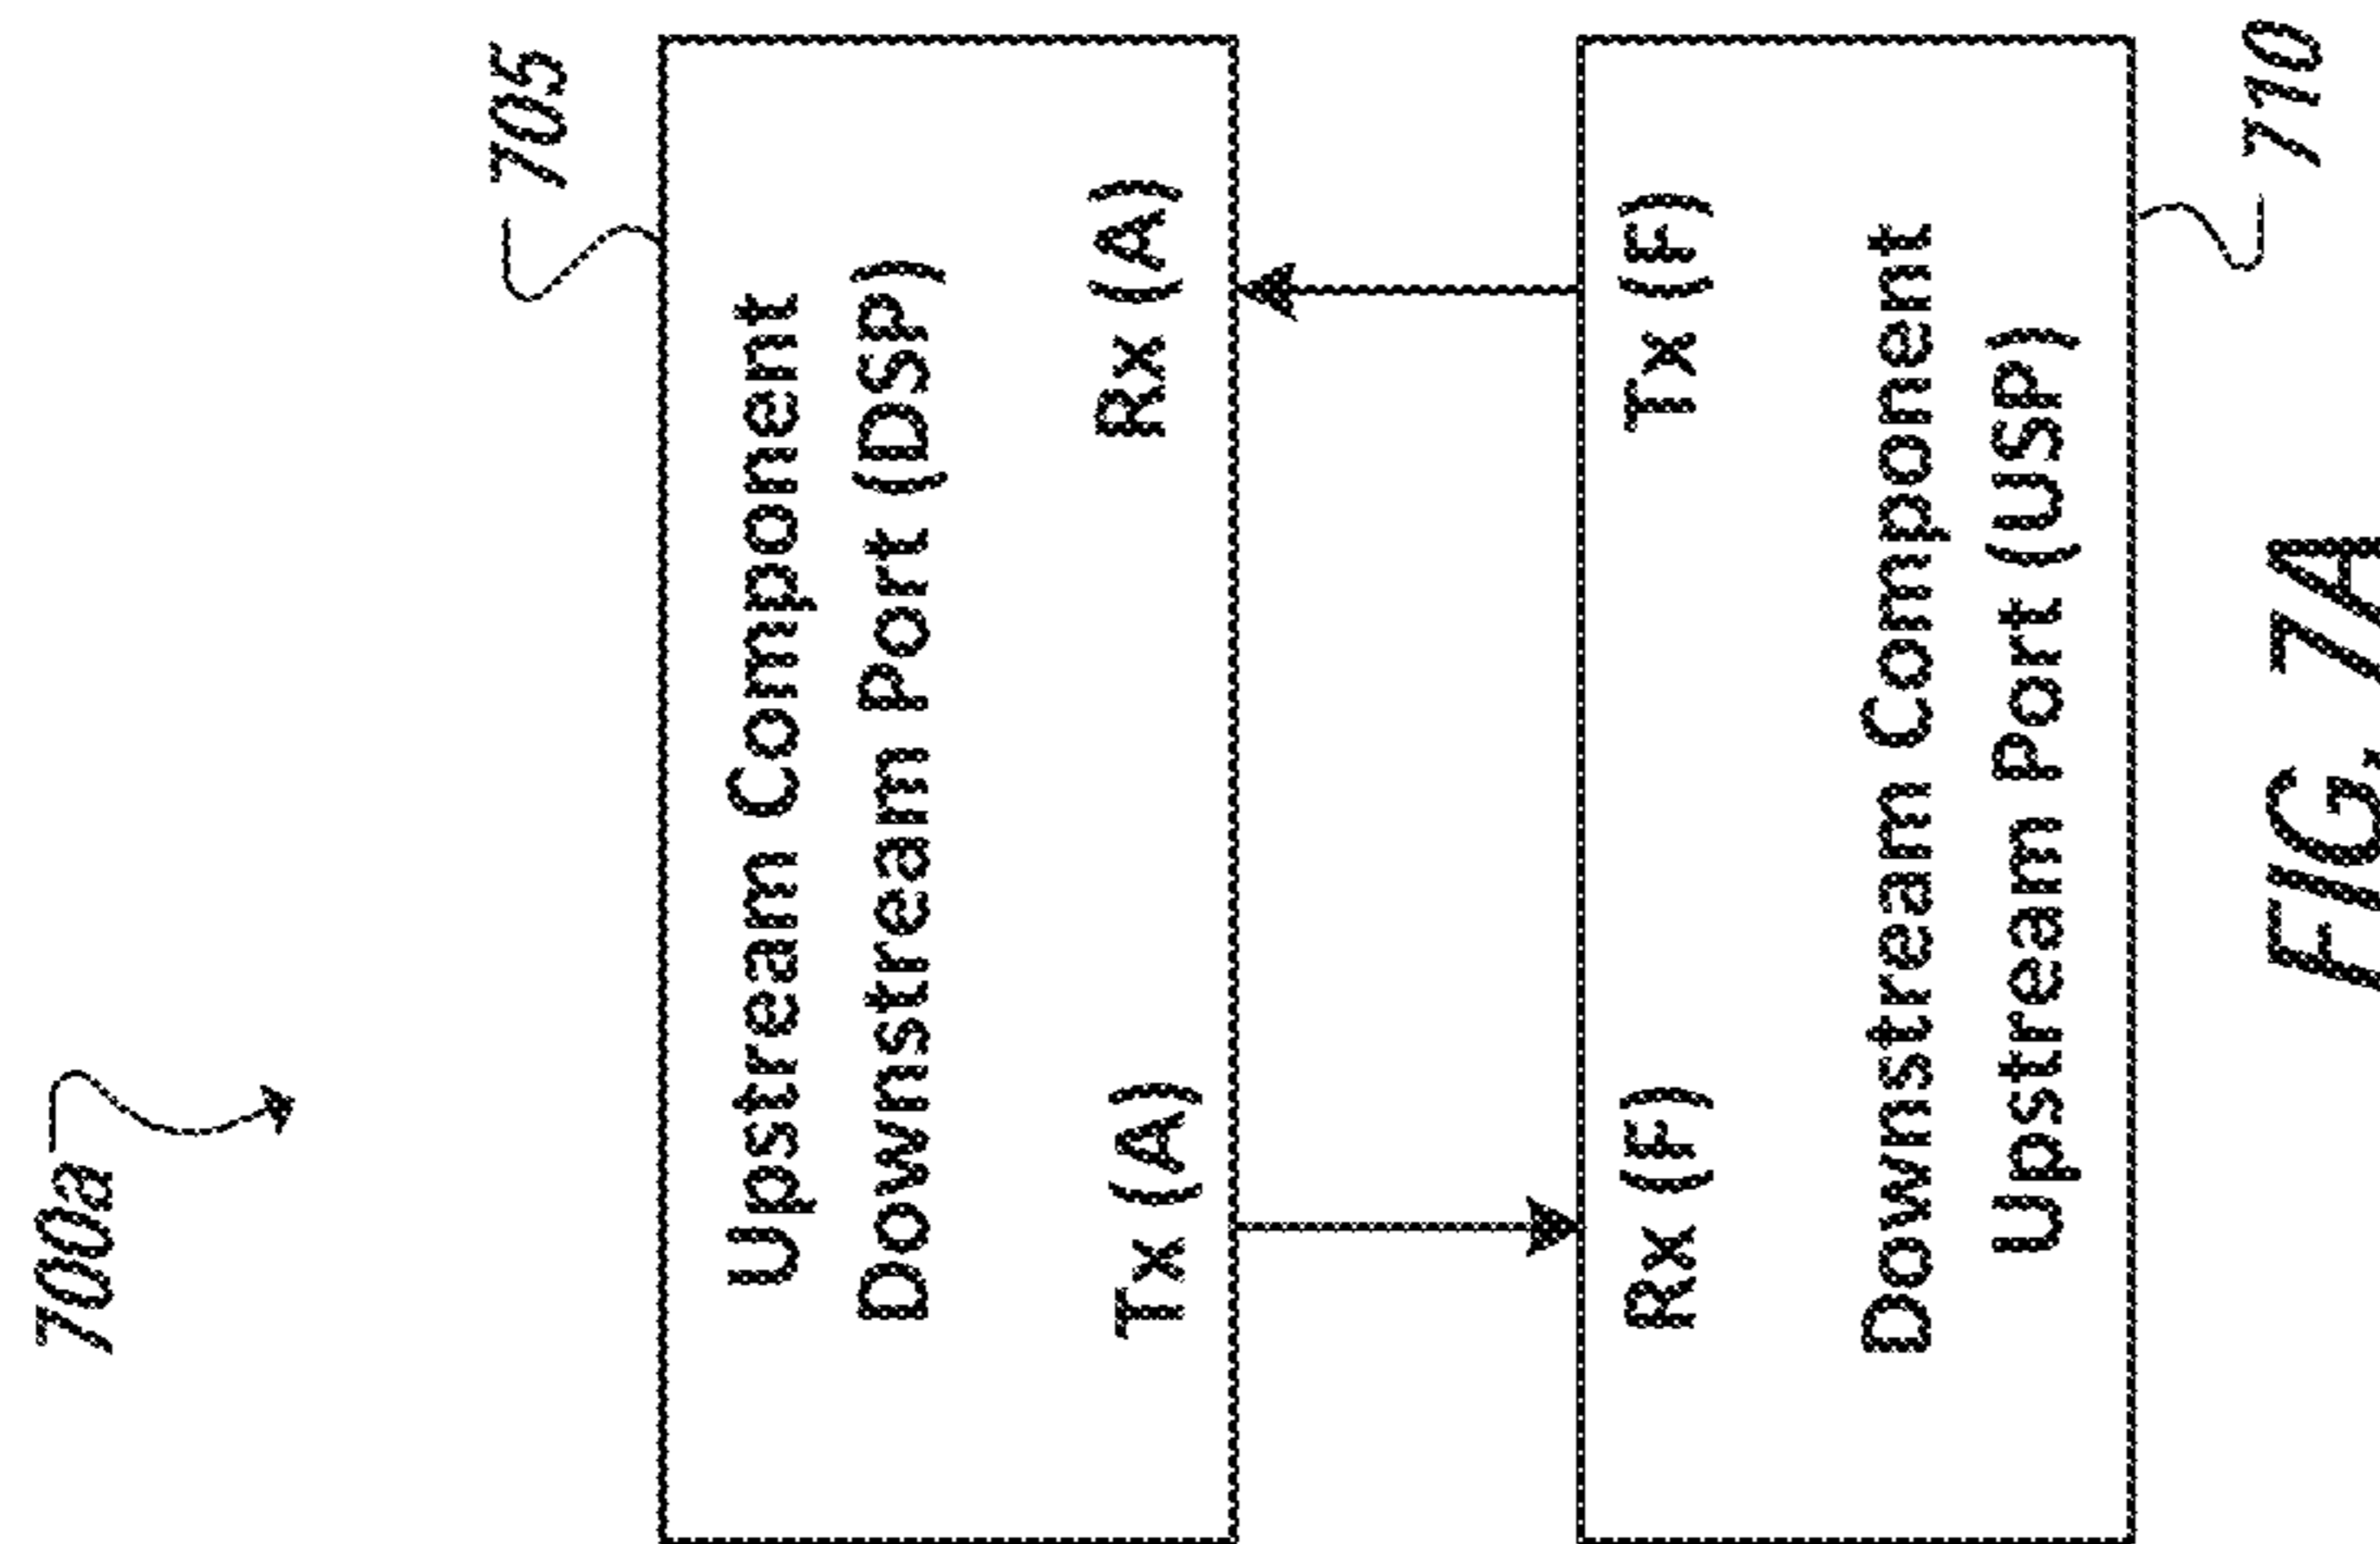 700a
705
Upstream Component
Downstream Port (DSP)
Tx (A)
Rx (A)
Rx (F)
Tx (F)
Downstream Component
Upstream Port (USP)
710
FIG. 7A